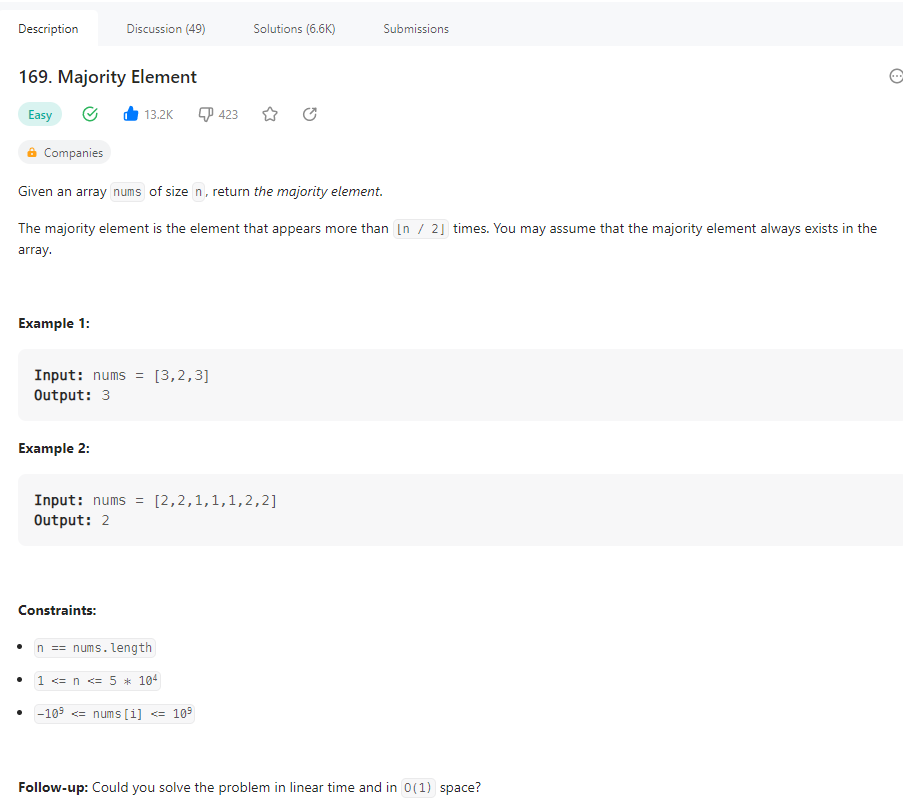 Description Discussion (49) Solutions (6.6K) Submissions
169. Majority Element
Easy 13.2K 423
Companies
Given an array nums of size n, return the majority element.
The majority element is the element that appears more than ⌊n / 2⌋ times. You may assume that the majority element always exists in the
array.
Example 1:
Input: nums = [3,2,3]
Output: 3
Example 2:
Input: nums = [2,2,1,1,1,2,2]
Output: 2
Constraints:
• n == nums.length
• 1 <= n <= 5 * 10⁴
• -10⁹ <= nums[i] <= 10⁹
Follow-up: Could you solve the problem in linear time and in O(1) space?